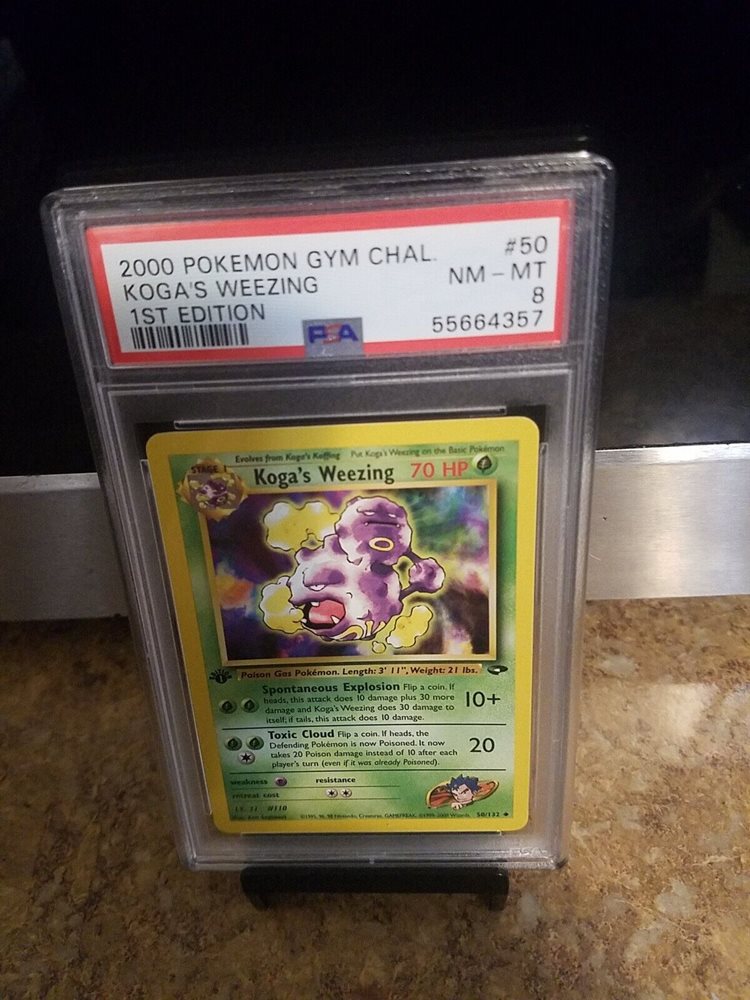 2000 POKEMON GYM CHAL. #50
KOGA'S WEEZING NM - MT
1ST EDITION 8
PSA 55664357
Evolves from Koga's Koffing Put Koga's Weezing on the Basic Pokémon
STAGE 1
Koga's Weezing 70 HP
Poison Gas Pokémon. Length: 3' 11", Weight: 21 lbs.
Spontaneous Explosion Flip a coin. If
heads, this attack does 10 damage plus 30 more
damage and Koga's Weezing does 30 damage to
itself; if tails, this attack does 10 damage.
10+
Toxic Cloud Flip a coin. If heads, the
Defending Pokémon is now Poisoned. It now
takes 20 Poison damage instead of 10 after each
player's turn (even if it was already Poisoned).
20
weakness resistance
retreat cost
LV. 31 #110
50/132